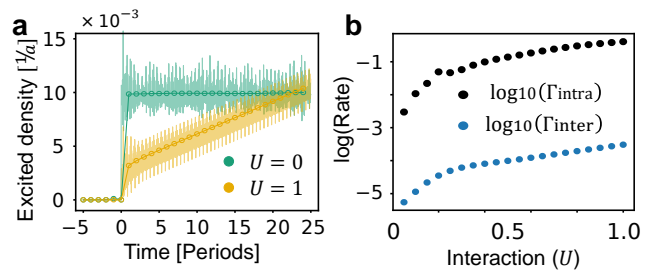 a
× 10⁻³
Excited density [¹⁄ₐ]
15
10
5
0
−5 0 5 10 15 20 25
Time [Periods]
U = 0
U = 1
b
log(Rate)
-1
-3
-5
0 0.5 1.0
Interaction (U)
log10(Γintra)
log10(Γinter)